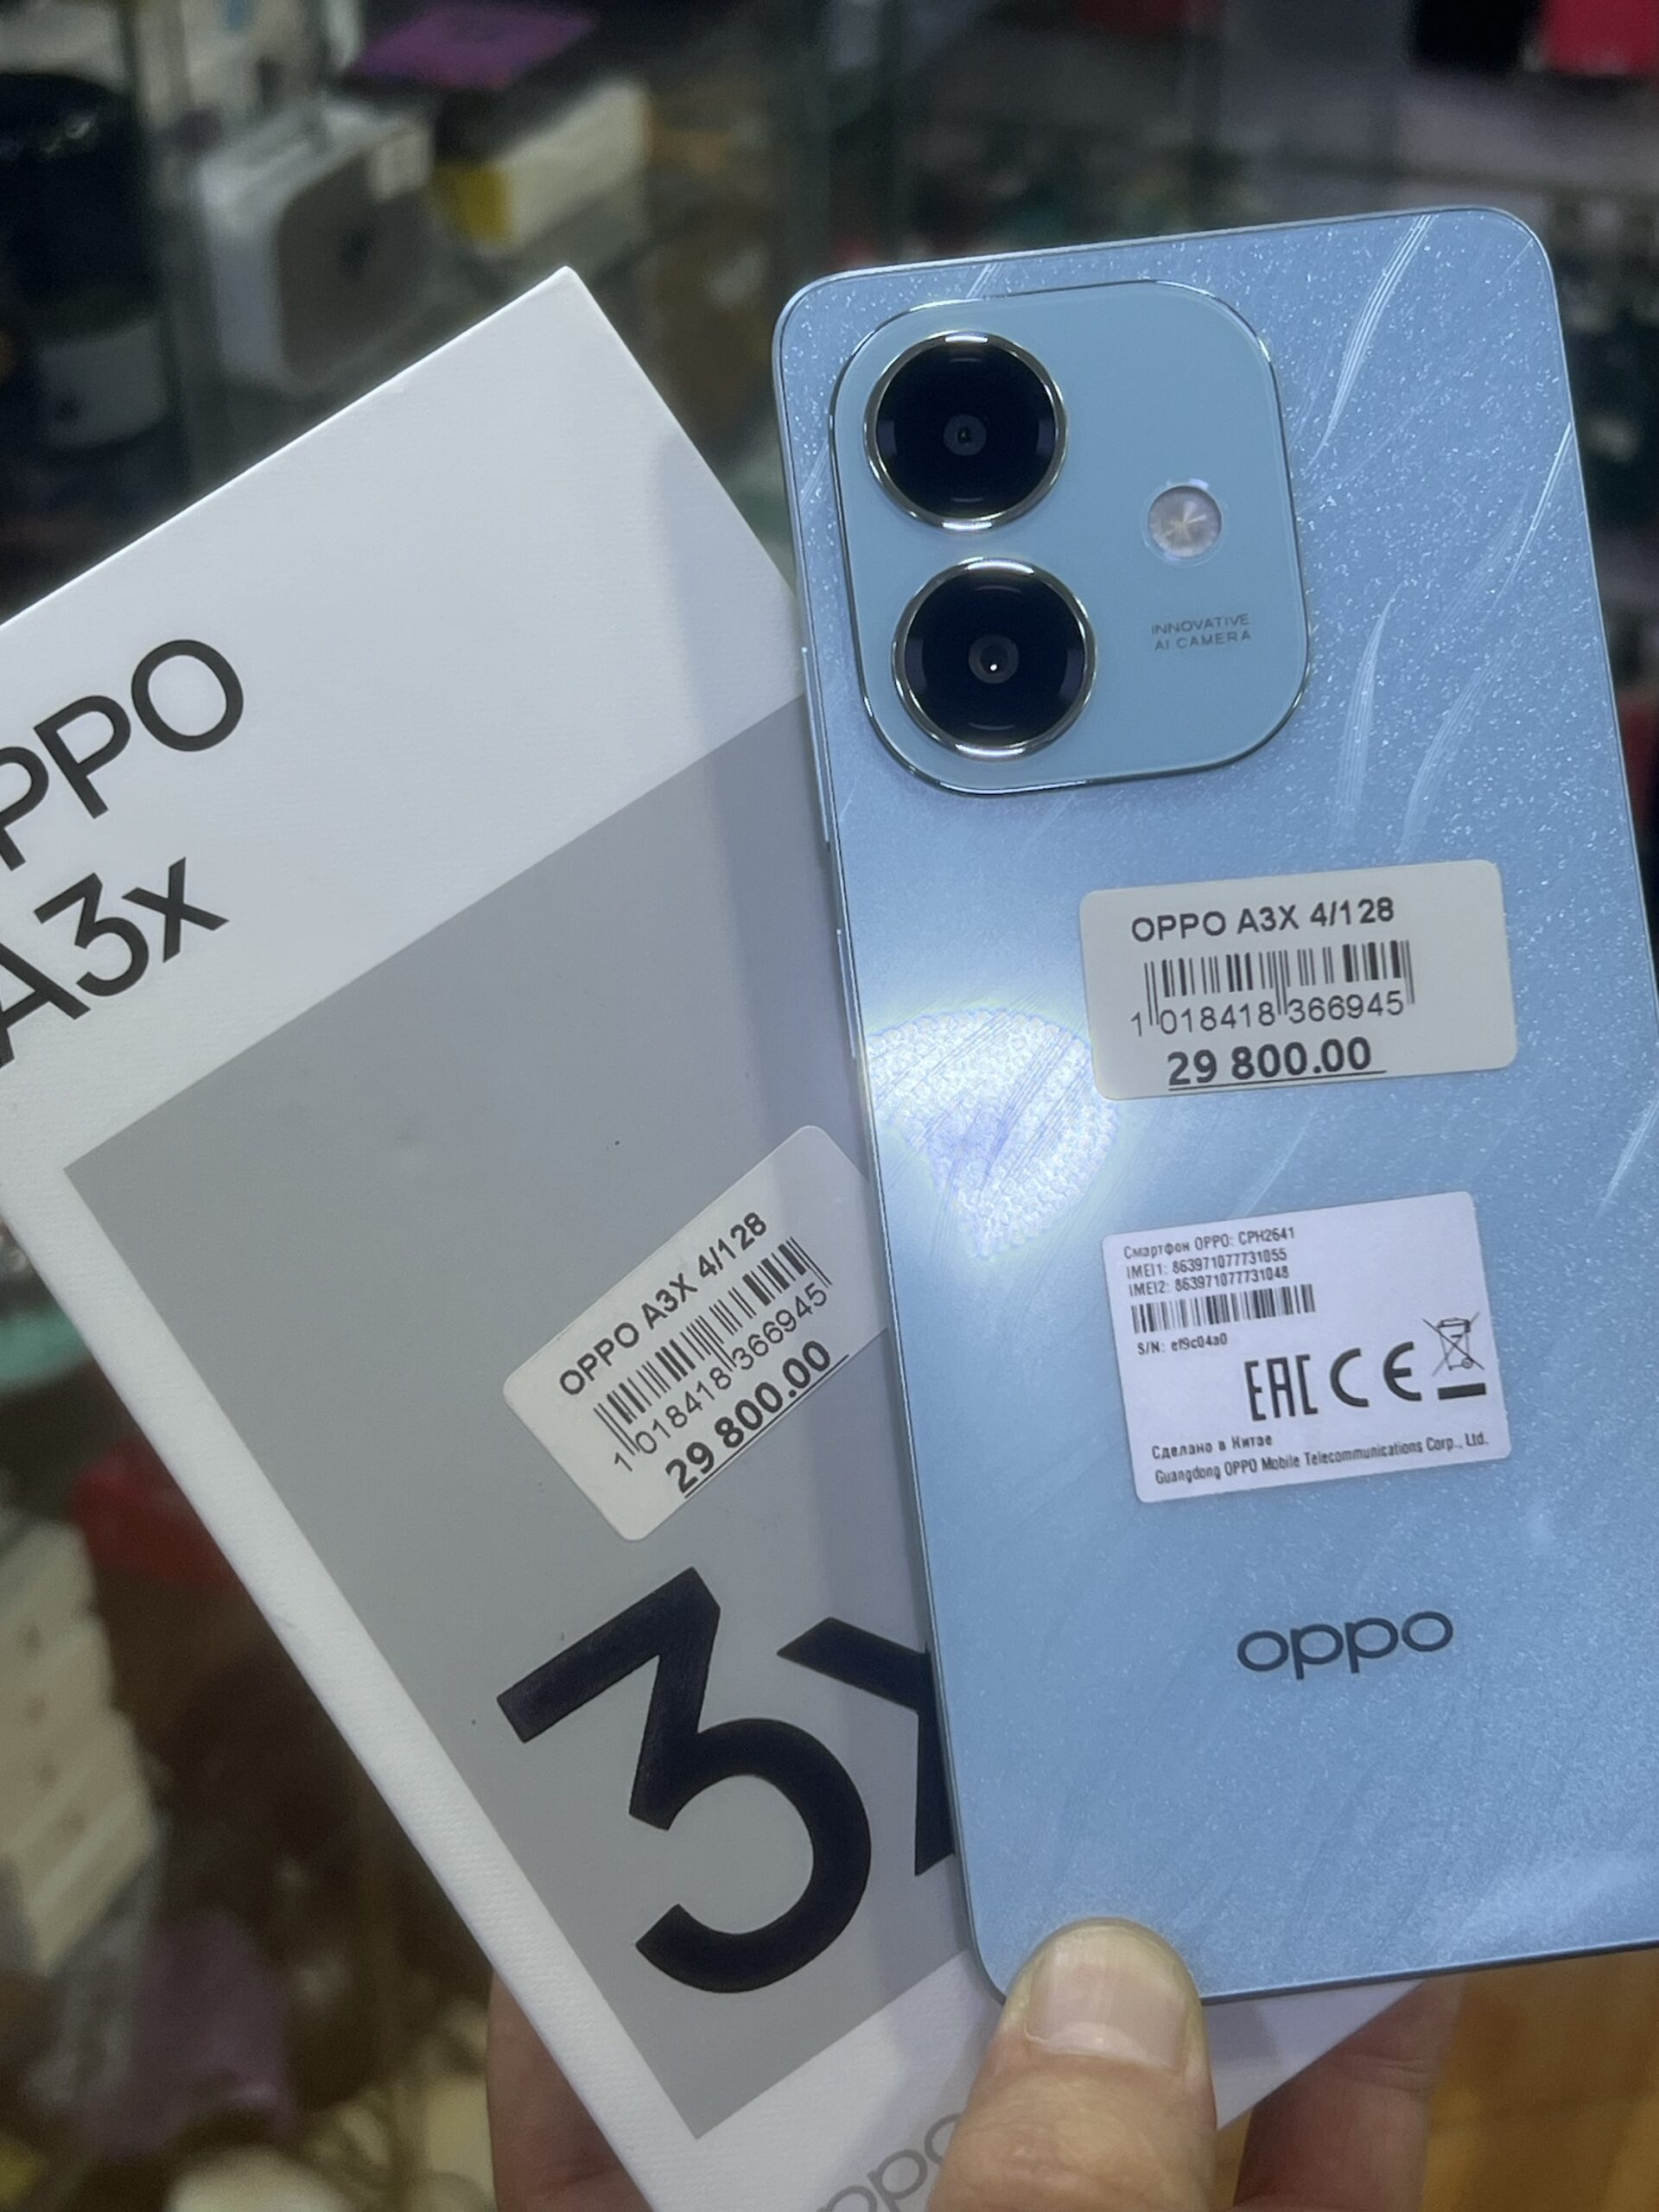 OPPO
A3x
OPPO A3X 4/128
1 018418 366945
29 800.00
3x
oppo
INNOVATIVE
AI CAMERA
OPPO A3X 4/128
1 018418 366945
29 800.00
Смартфон OPPO: CPH2641
IMEI1: 863971077731055
IMEI2: 863971077731048
S/N: ef9c04a0
EAC CE
Сделано в Китае
Guangdong OPPO Mobile Telecommunications Corp., Ltd.
oppo